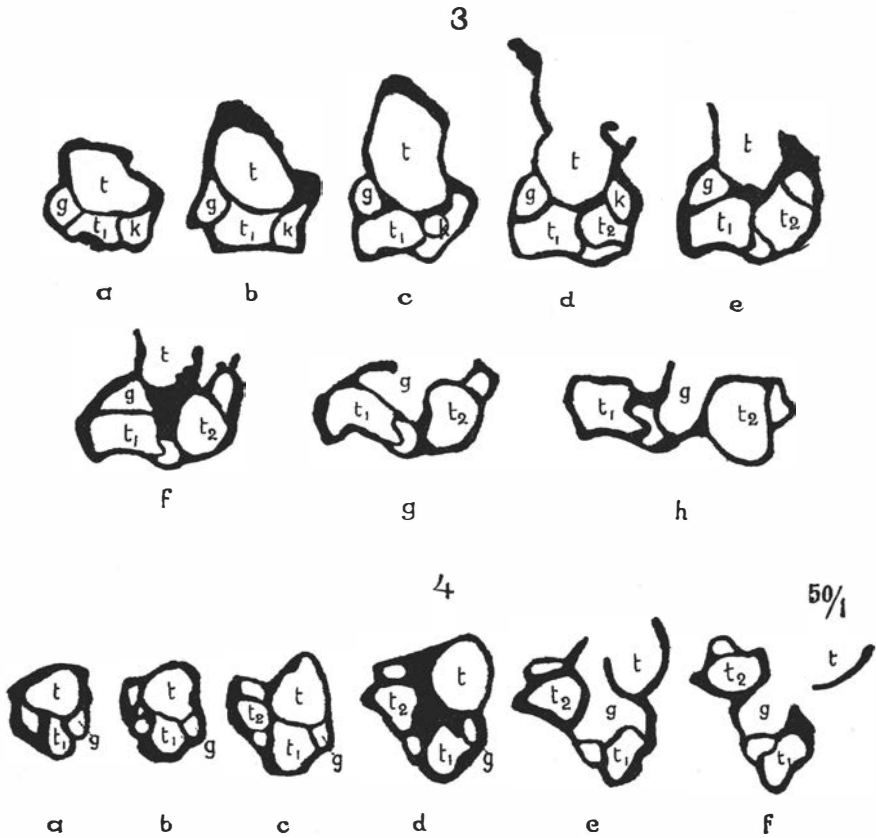 3
t g t₁ k
t g t₁ k
t g t₁ k
t g k t₁ t₂
t g t₁ t₂
a b c d e
t g t₁ t₂
g t₁ t₂
t₁ g t₂
f g h
4
50/1
t t₁ g
t t₁ g
t t₂ t₁ g
t t₂ t₁ g
t t₂ g t₁
t t₂ g t₁
a b c d e f